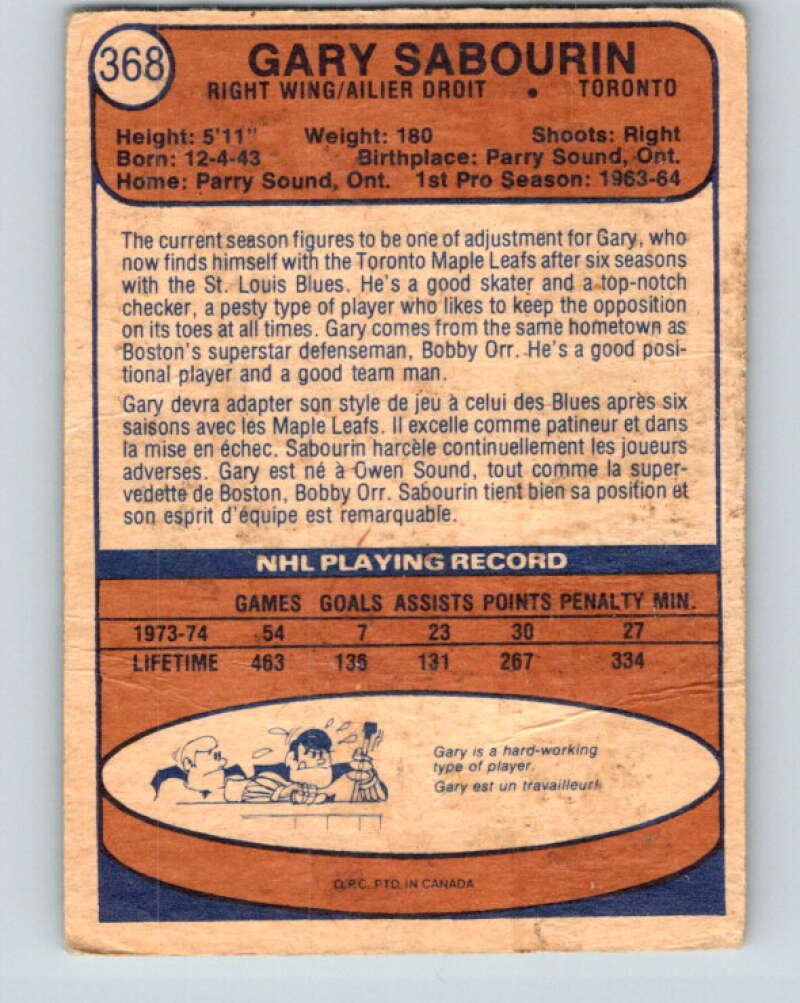 368
GARY SABOURIN
RIGHT WING/AILIER DROIT • TORONTO
Height: 5'11" Weight: 180 Shoots: Right
Born: 12-4-43 Birthplace: Parry Sound, Ont.
Home: Parry Sound, Ont. 1st Pro Season: 1963-64
The current season figures to be one of adjustment for Gary, who
now finds himself with the Toronto Maple Leafs after six seasons
with the St. Louis Blues. He's a good skater and a top-notch
checker, a pesty type of player who likes to keep the opposition
on its toes at all times. Gary comes from the same hometown as
Boston's superstar defenseman, Bobby Orr. He's a good posi-
tional player and a good team man.
Gary devra adapter son style de jeu à celui des Blues après six
saisons avec les Maple Leafs. Il excelle comme patineur et dans
la mise en échec. Sabourin harcèle continuellement les joueurs
adverses. Gary est né à Owen Sound, tout comme la super-
vedette de Boston, Bobby Orr. Sabourin tient bien sa position et
son esprit d'équipe est remarquable.
NHL PLAYING RECORD
GAMES GOALS ASSISTS POINTS PENALTY MIN.
1973-74 54 7 23 30 27
LIFETIME 463 136 131 267 334
Gary is a hard-working
type of player.
Gary est un travailleur!
O.P.C. PTD. IN CANADA